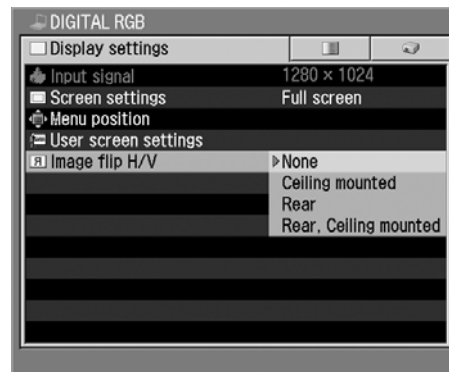 DIGITAL RGB
Display settings
Input signal 1280 × 1024
Screen settings Full screen
Menu position
User screen settings
Image flip H/V None
Ceiling mounted
Rear
Rear, Ceiling mounted